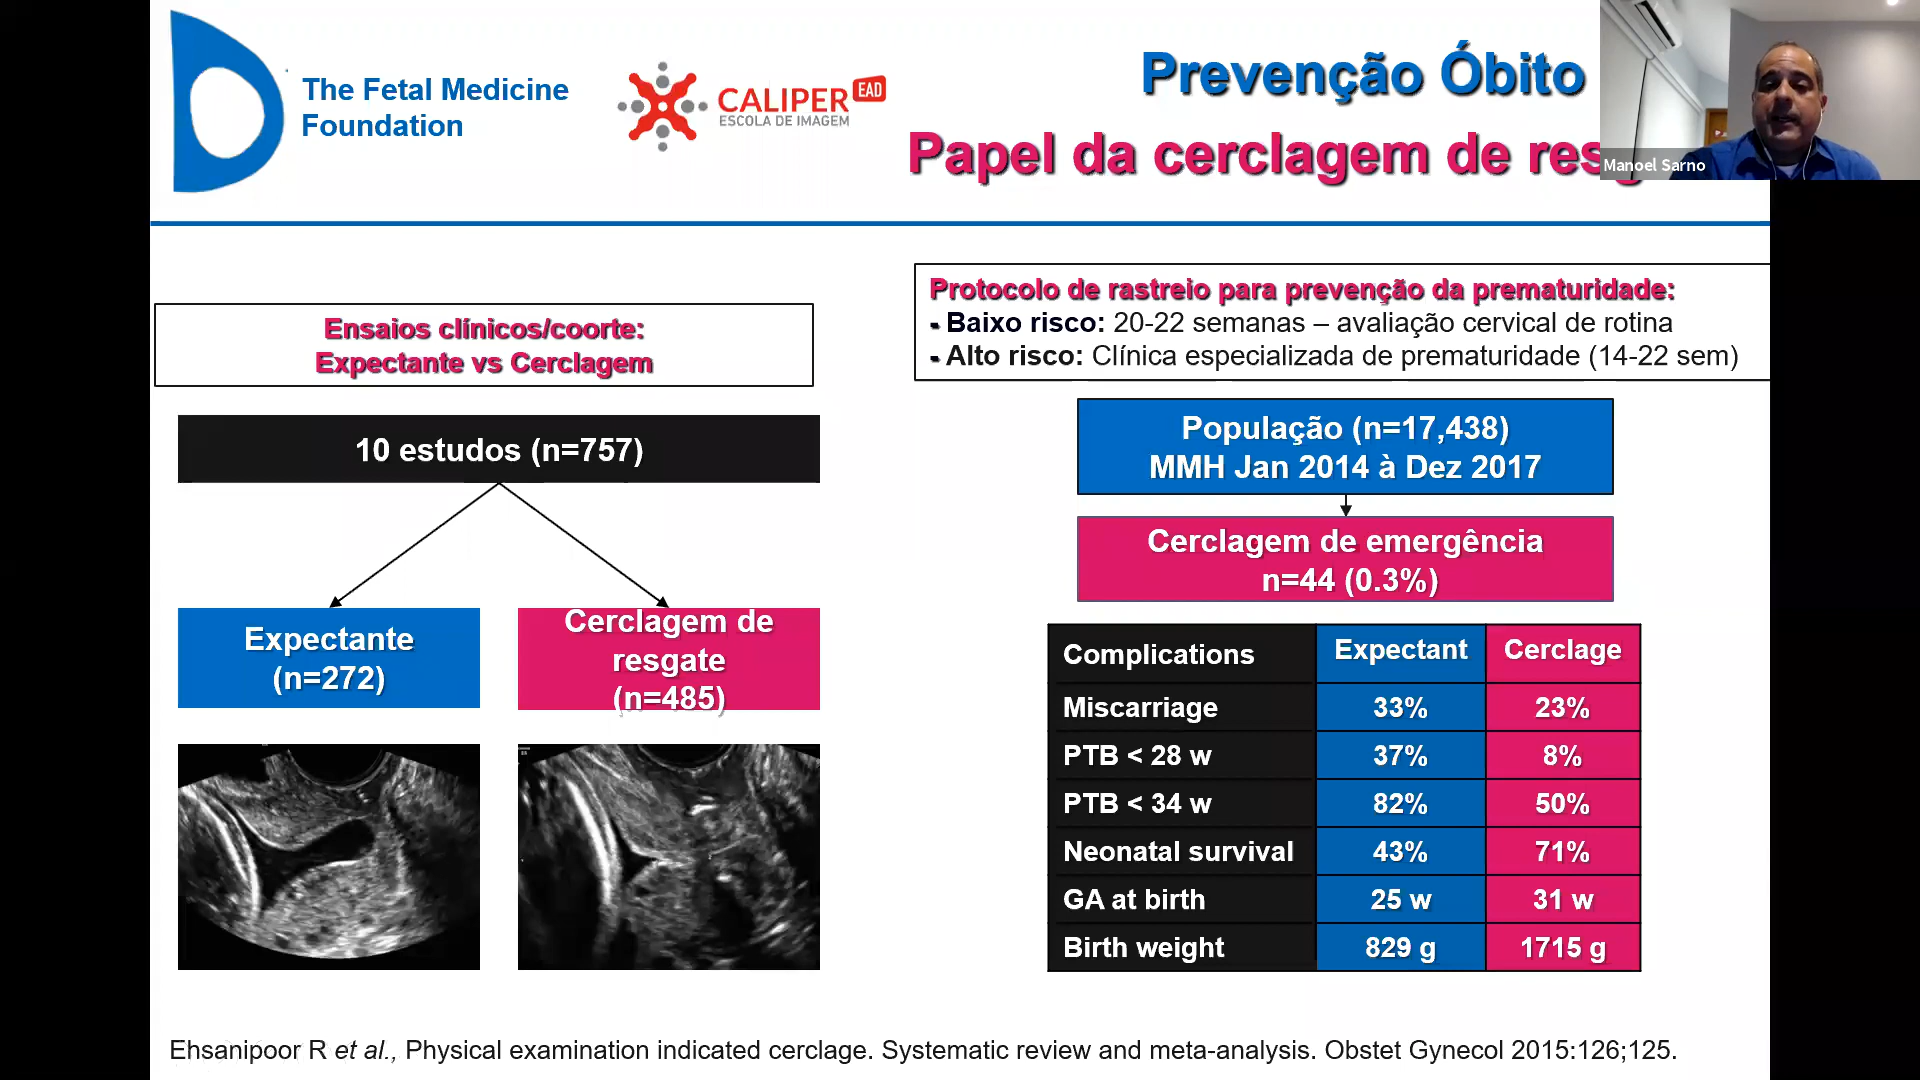 The Fetal Medicine
Foundation
CALIPER EAD
ESCOLA DE IMAGEM
Prevenção Óbito
Papel da cerclagem de
Manoel Sarno
Ensaios clínicos/coorte:
Expectante vs Cerclagem
10 estudos (n=757)
Expectante
(n=272)
Cerclagem de
resgate
(n=485)
Protocolo de rastreio para prevenção da prematuridade:
- Baixo risco: 20-22 semanas – avaliação cervical de rotina
- Alto risco: Clínica especializada de prematuridade (14-22 sem)
População (n=17,438)
MMH Jan 2014 à Dez 2017
Cerclagem de emergência
n=44 (0.3%)
Complications Expectant Cerclage
Miscarriage 33% 23%
PTB < 28 w 37% 8%
PTB < 34 w 82% 50%
Neonatal survival 43% 71%
GA at birth 25 w 31 w
Birth weight 829 g 1715 g
Ehsanipoor R et al., Physical examination indicated cerclage. Systematic review and meta-analysis. Obstet Gynecol 2015:126;125.